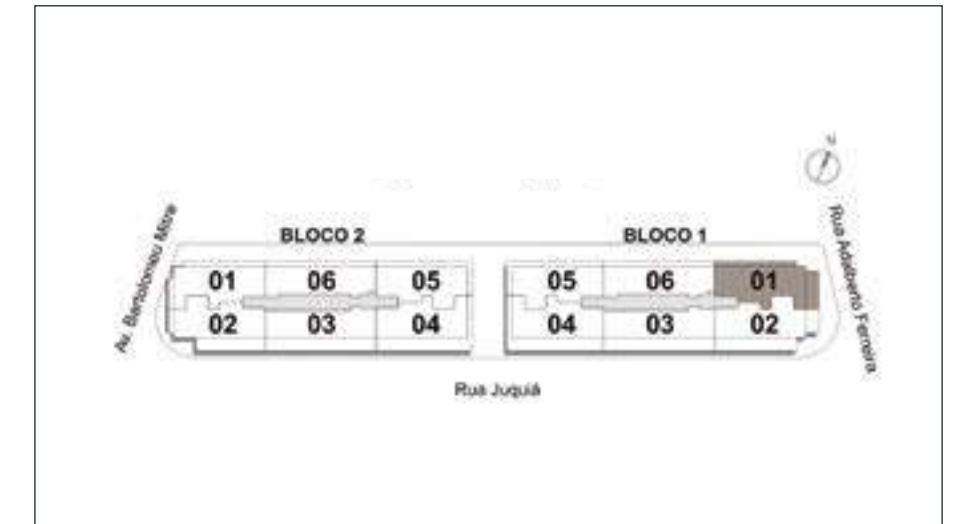 N
Av. Bartolomeu Mitre
Rua Adalberto Ferreira
BLOCO 2
BLOCO 1
01 06 05
05 06 01
02 03 04
04 03 02
Rua Juquiá